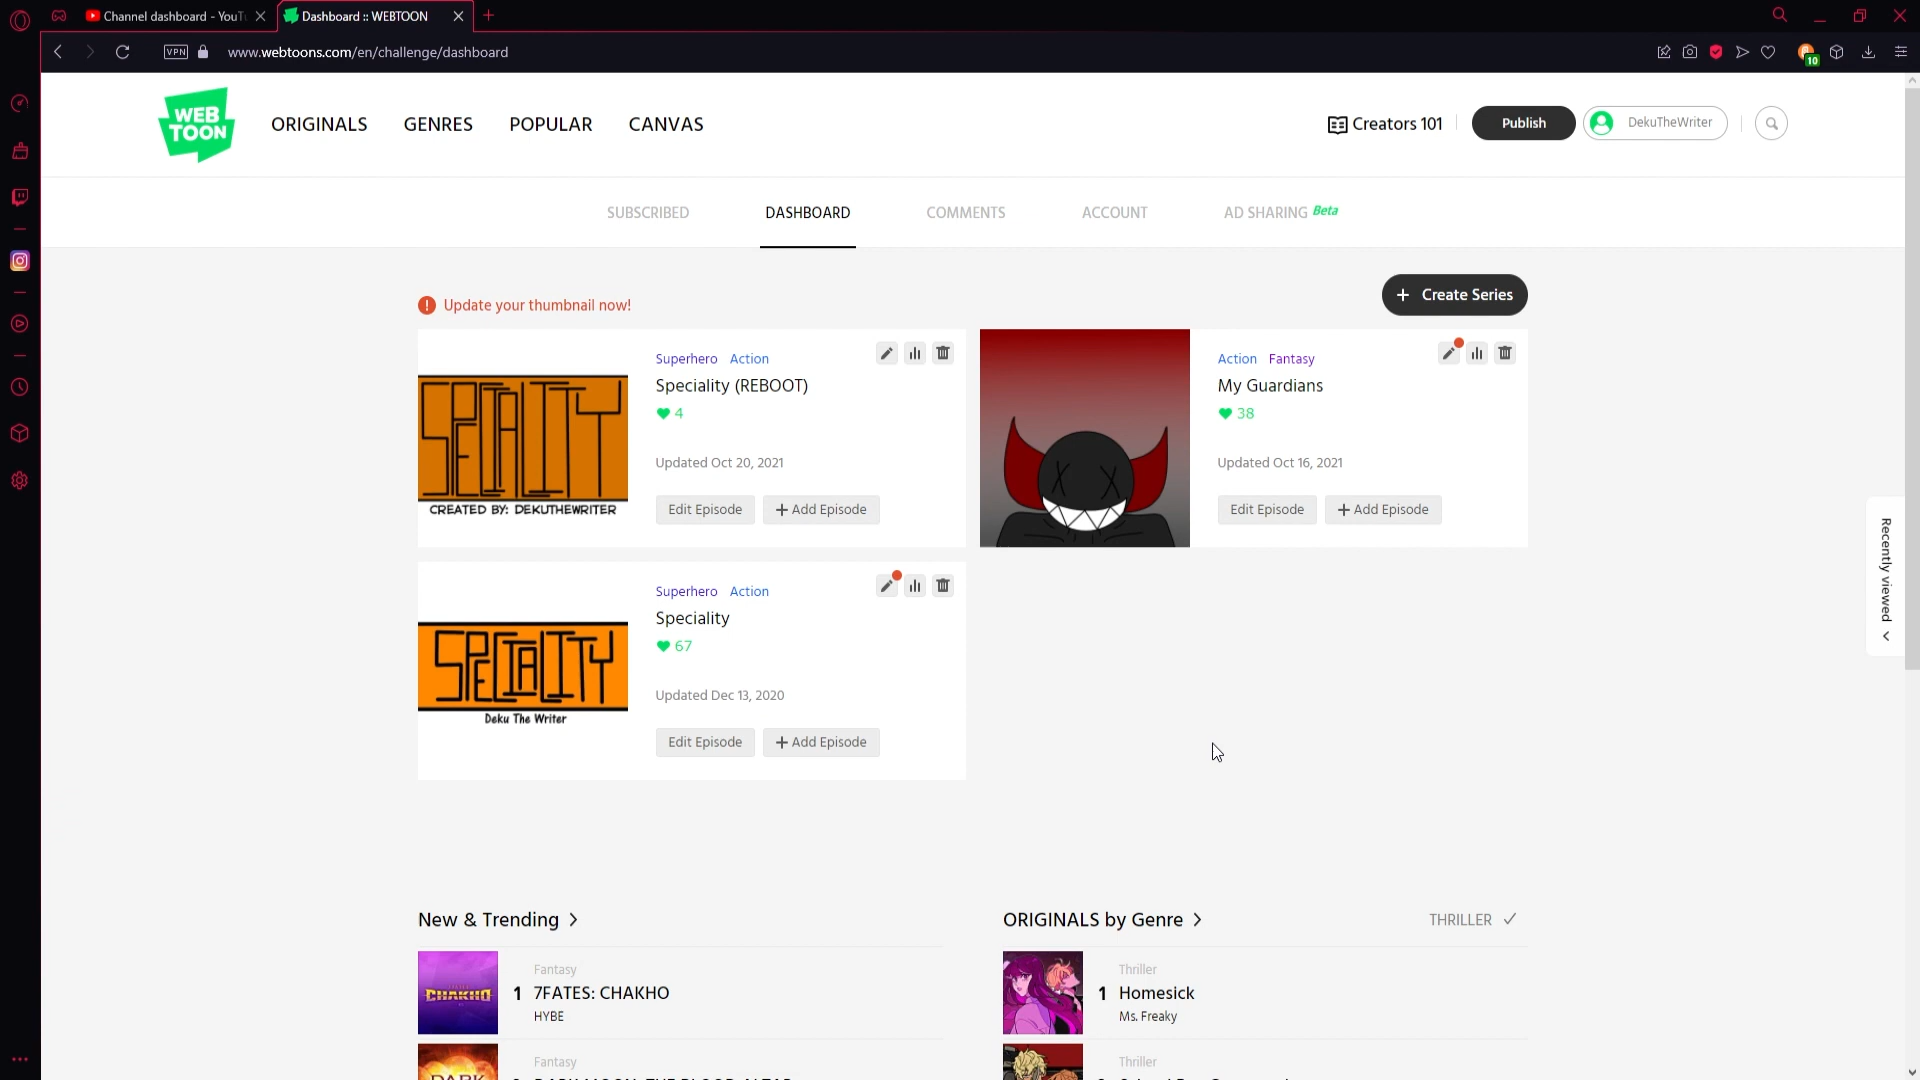 Channel dashboard - YouT
Dashboard :: WEBTOON
VPN
www.webtoons.com/en/challenge/dashboard
10
WEB
TOON
ORIGINALS
GENRES
POPULAR
CANVAS
Creators 101
Publish
DekuTheWriter
SUBSCRIBED
DASHBOARD
COMMENTS
ACCOUNT
AD SHARING Beta
! Update your thumbnail now!
+ Create Series
SPECIALITY
CREATED BY: DEKUTHEWRITER
Superhero Action
Speciality (REBOOT)
4
Updated Oct 20, 2021
Edit Episode
+ Add Episode
Action Fantasy
My Guardians
38
Updated Oct 16, 2021
Edit Episode
+ Add Episode
SPECIALITY
Deku The Writer
Superhero Action
Speciality
67
Updated Dec 13, 2020
Edit Episode
+ Add Episode
Recently viewed
New & Trending
CHAKHO
1
Fantasy
7FATES: CHAKHO
HYBE
DARK
Fantasy
ORIGINALS by Genre
THRILLER
1
Thriller
Homesick
Ms. Freaky
Thriller